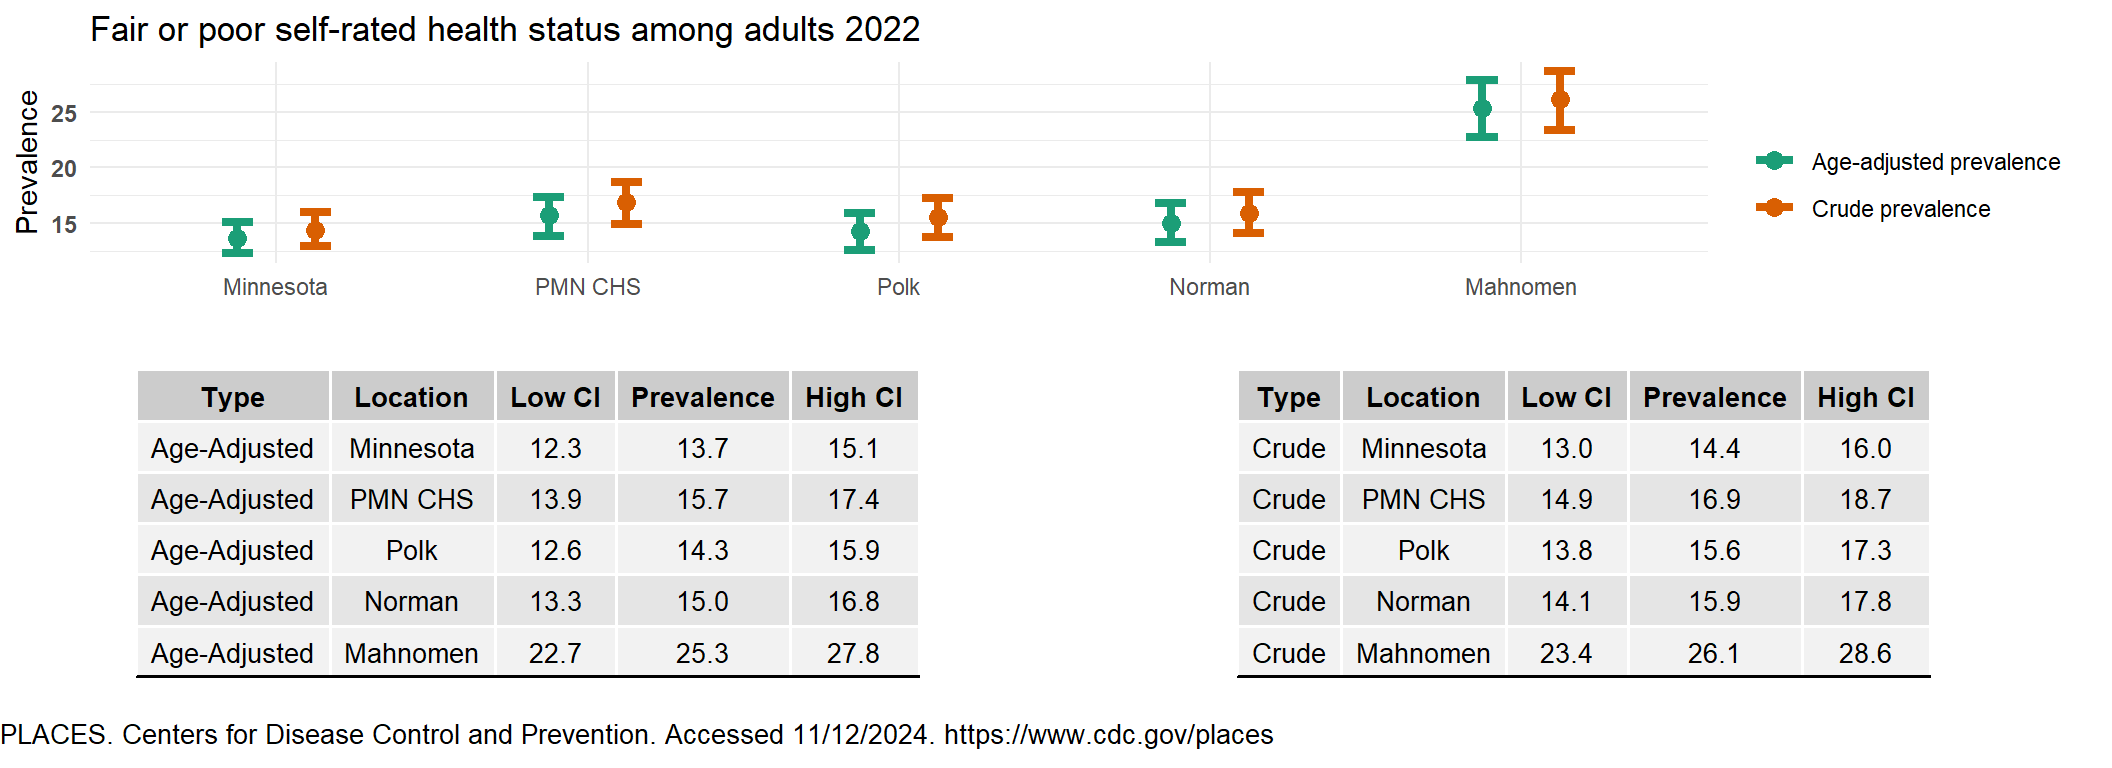 Fair or poor self-rated health status among adults 2022
Prevalence
25
20
15
Minnesota PMN CHS Polk Norman Mahnomen
Age-adjusted prevalence
Crude prevalence
Type Location Low CI Prevalence High CI
Age-Adjusted Minnesota 12.3 13.7 15.1
Age-Adjusted PMN CHS 13.9 15.7 17.4
Age-Adjusted Polk 12.6 14.3 15.9
Age-Adjusted Norman 13.3 15.0 16.8
Age-Adjusted Mahnomen 22.7 25.3 27.8
Type Location Low CI Prevalence High CI
Crude Minnesota 13.0 14.4 16.0
Crude PMN CHS 14.9 16.9 18.7
Crude Polk 13.8 15.6 17.3
Crude Norman 14.1 15.9 17.8
Crude Mahnomen 23.4 26.1 28.6
PLACES. Centers for Disease Control and Prevention. Accessed 11/12/2024. https://www.cdc.gov/places